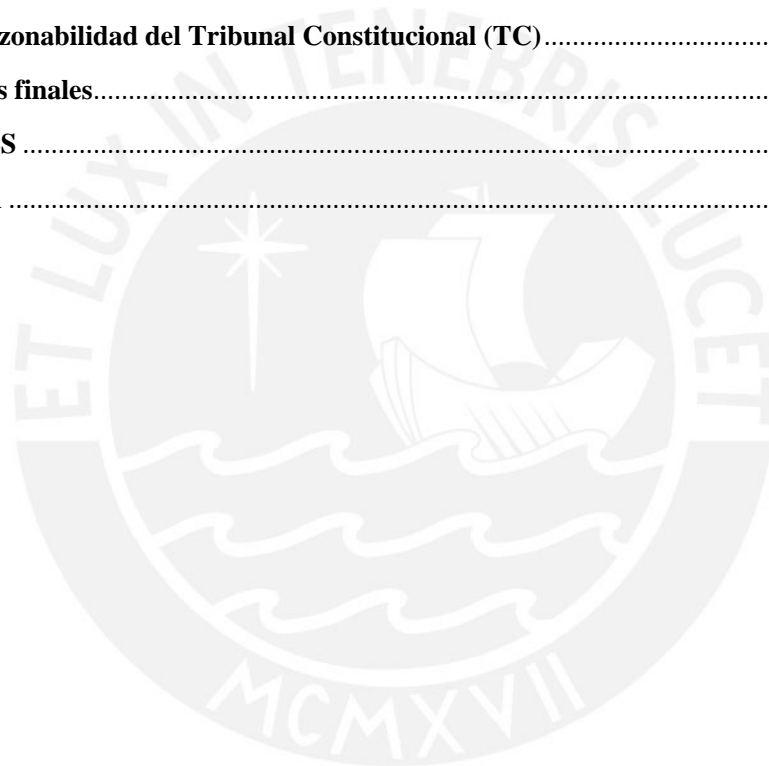 zonabilidad del Tribunal Constitucional (TC)....................................
s finales...............................................................................................
S .........................................................................................................
...........................................................................................................
ET LUX IN TENEBRIS LUCET
MCMXVII